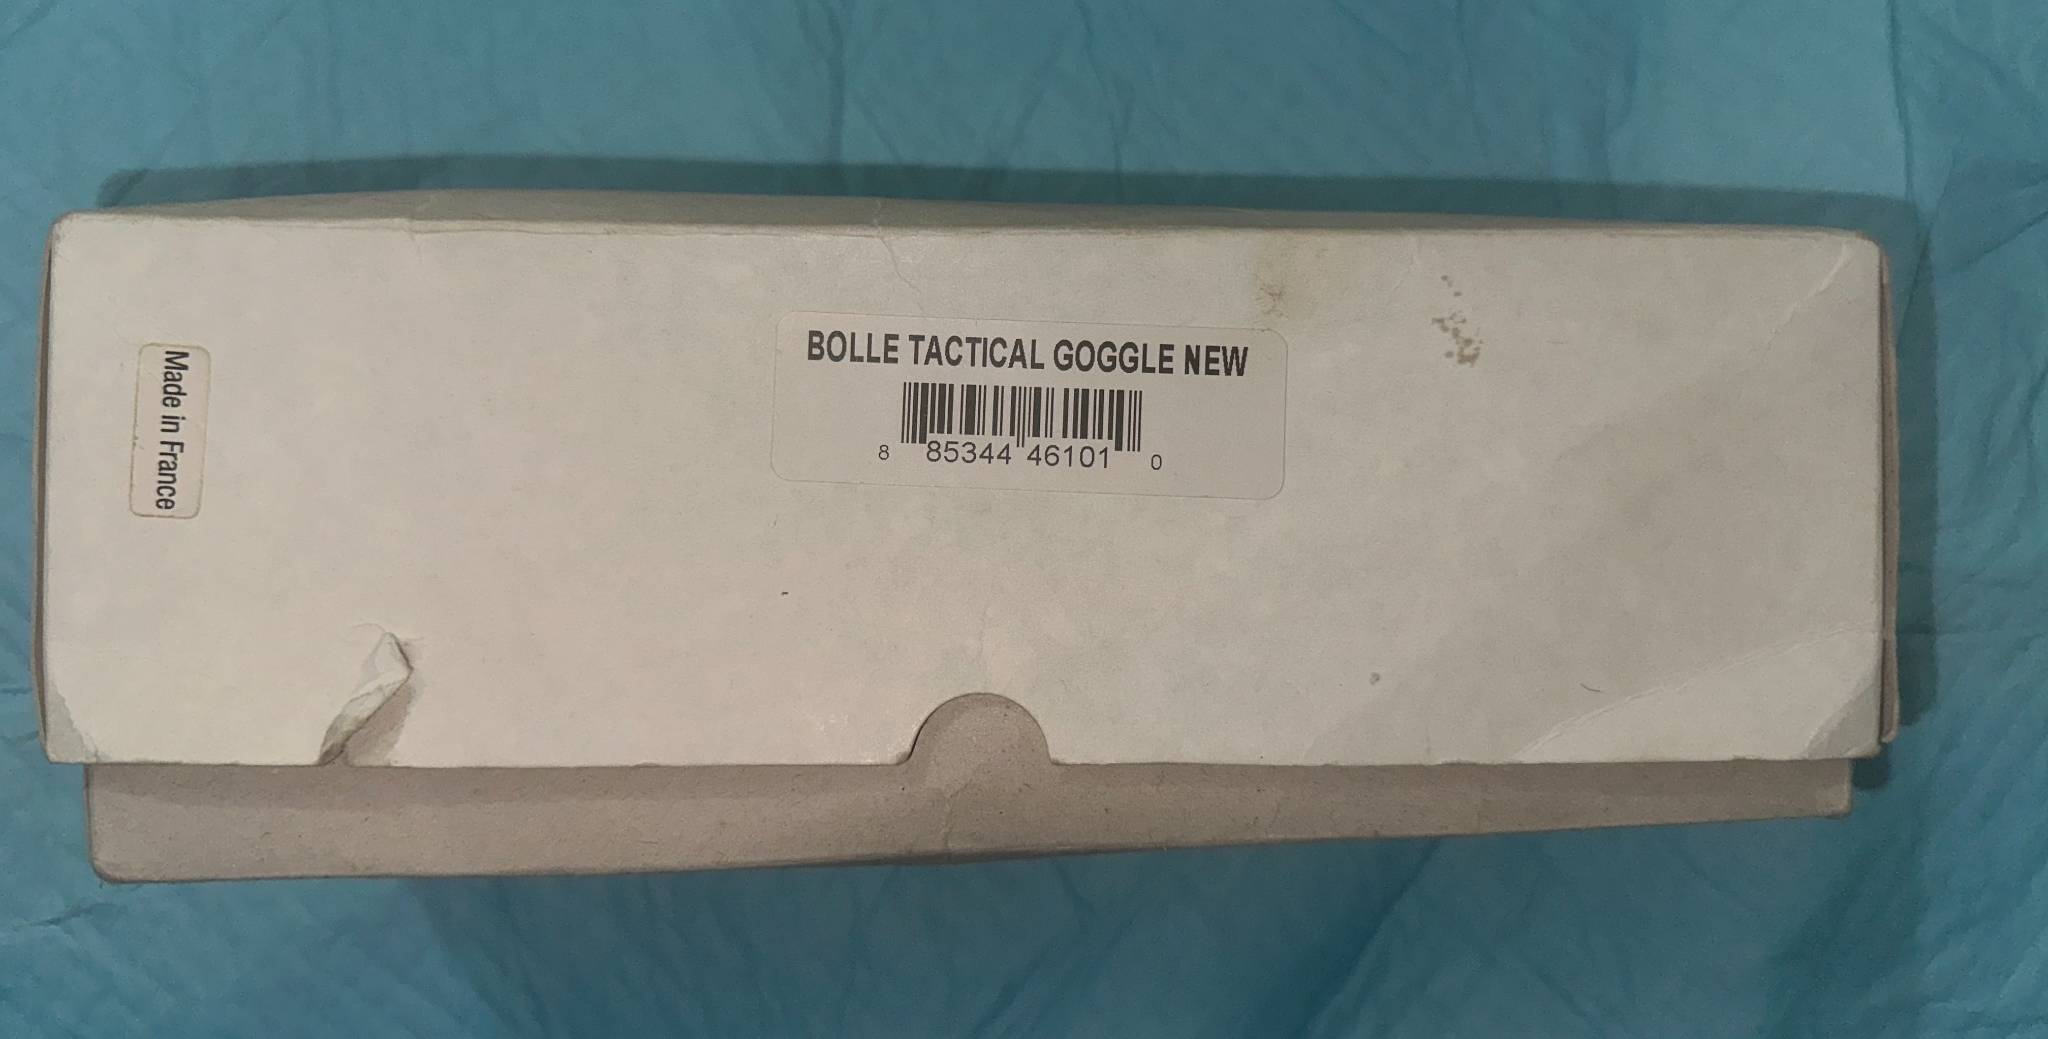 Made in France
BOLLE TACTICAL GOGGLE NEW
8 85344 46101 0